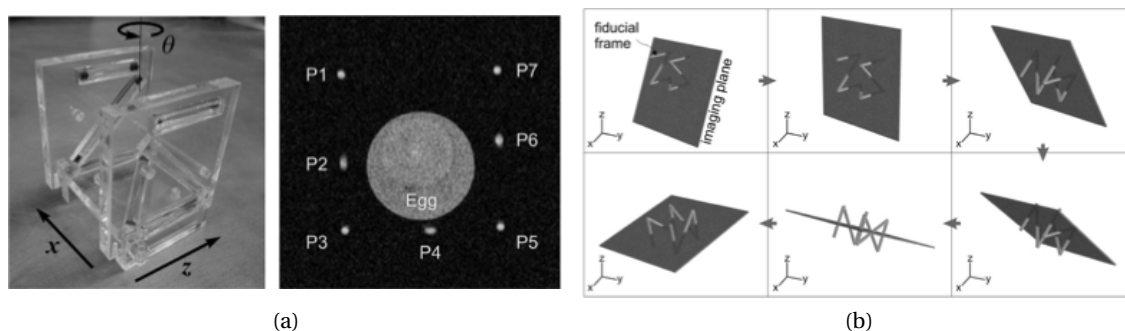 θ
x
z
P1
P7
P6
P2
Egg
P3
P4
P5
(a)
fiducial
frame
imaging plane
z
x
y
z
x
y
z
x
y
z
x
y
z
x
y
z
x
y
(b)